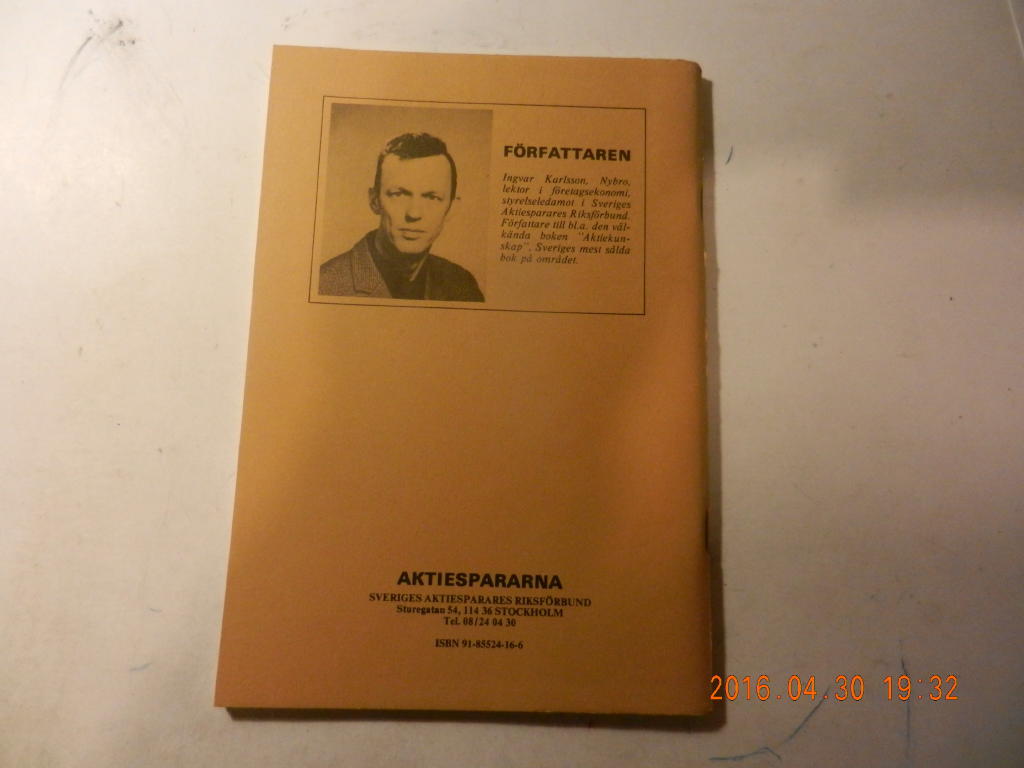 FÖRFATTAREN
Ingvar Karlsson, Nybro,
lektor i företagsekonomi,
styrelseledamot i Sveriges
Aktiesparares Riksförbund.
Författare till bl.a. den väl-
kända boken "Aktiekun-
skap", Sveriges mest sålda
bok på området.
AKTIESPARARNA
SVERIGES AKTIESPARARES RIKSFÖRBUND
Sturegatan 54, 114 36 STOCKHOLM
Tel. 08/24 04 30
ISBN 91-85524-16-6
2016.04.30 19:32